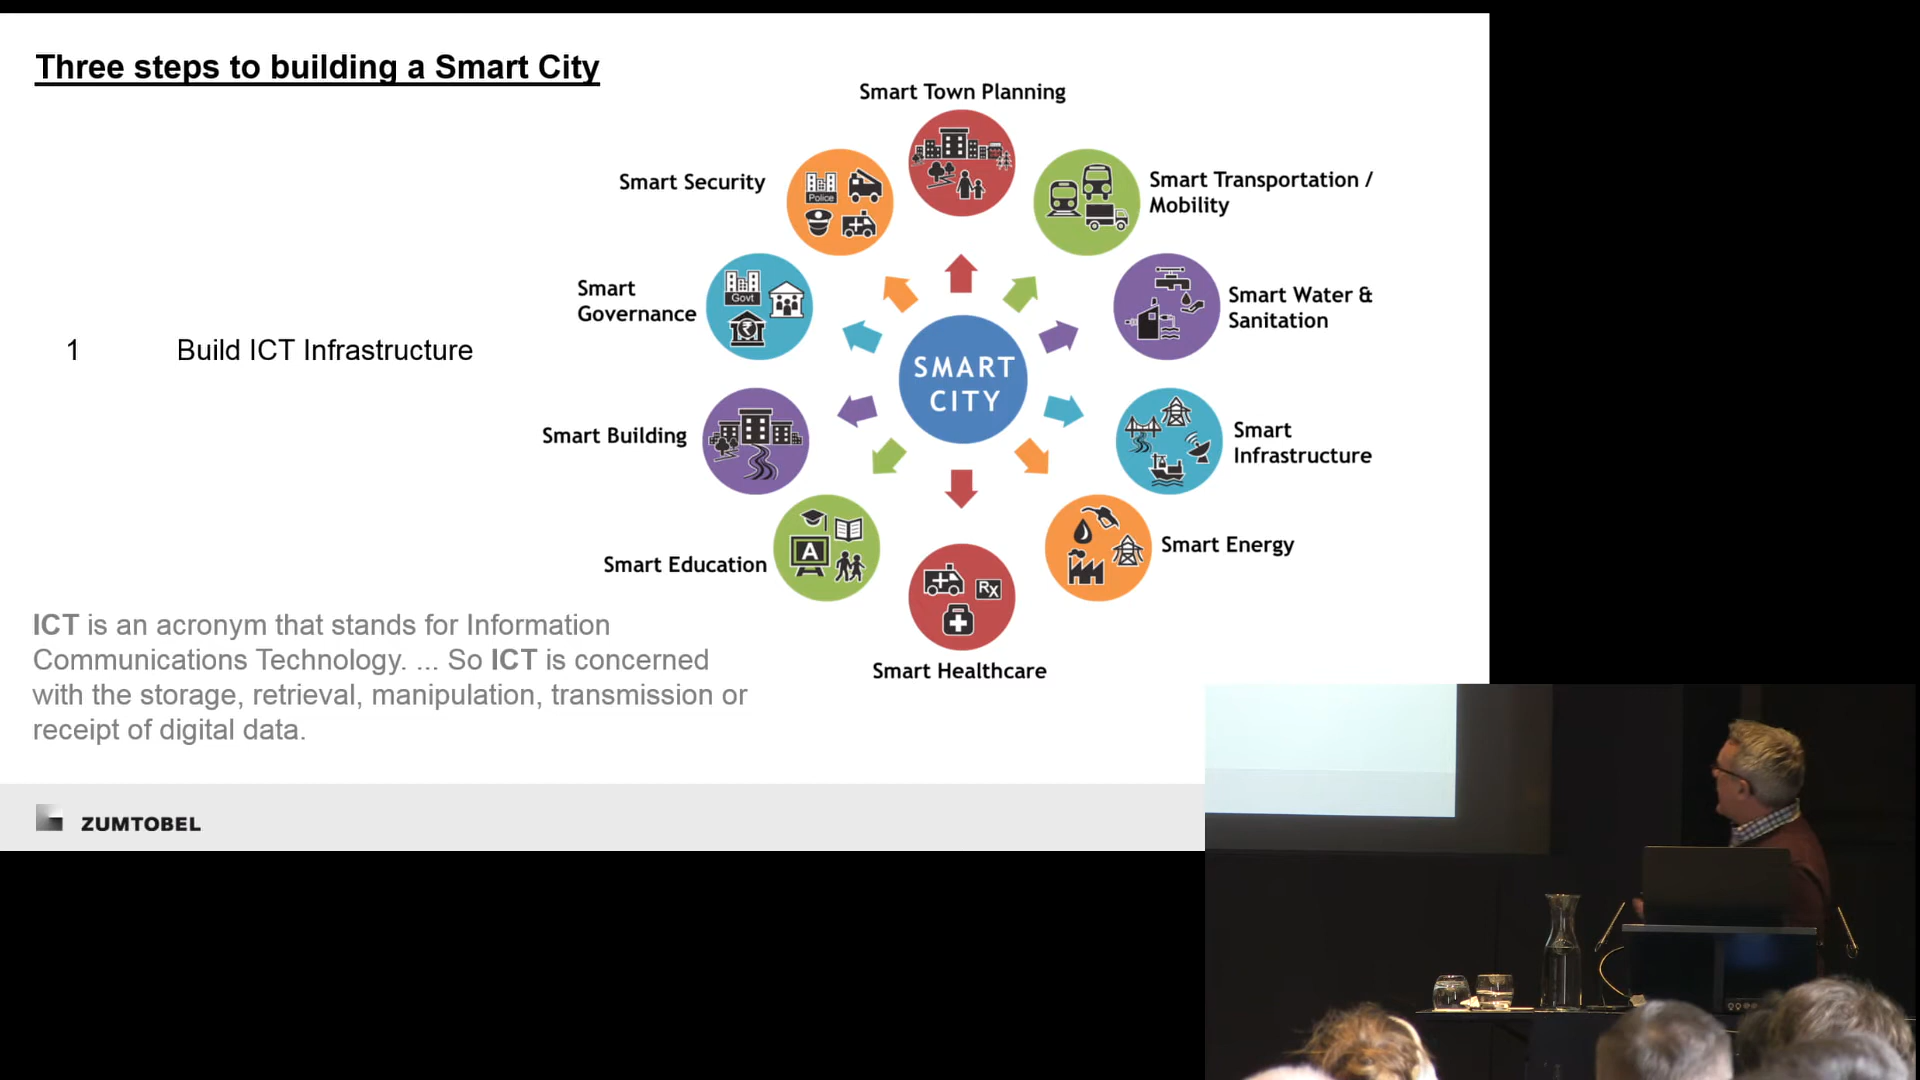 Three steps to building a Smart City
Smart Town Planning
Smart Security
Police
Smart Transportation /
Mobility
Smart
Governance
Govt
₹
Smart Water &
Sanitation
1 Build ICT Infrastructure
SMART
CITY
Smart Building
Smart
Infrastructure
Smart Education
A
Smart Energy
Rx
Smart Healthcare
ICT is an acronym that stands for Information
Communications Technology. ... So ICT is concerned
with the storage, retrieval, manipulation, transmission or
receipt of digital data.
ZUMTOBEL